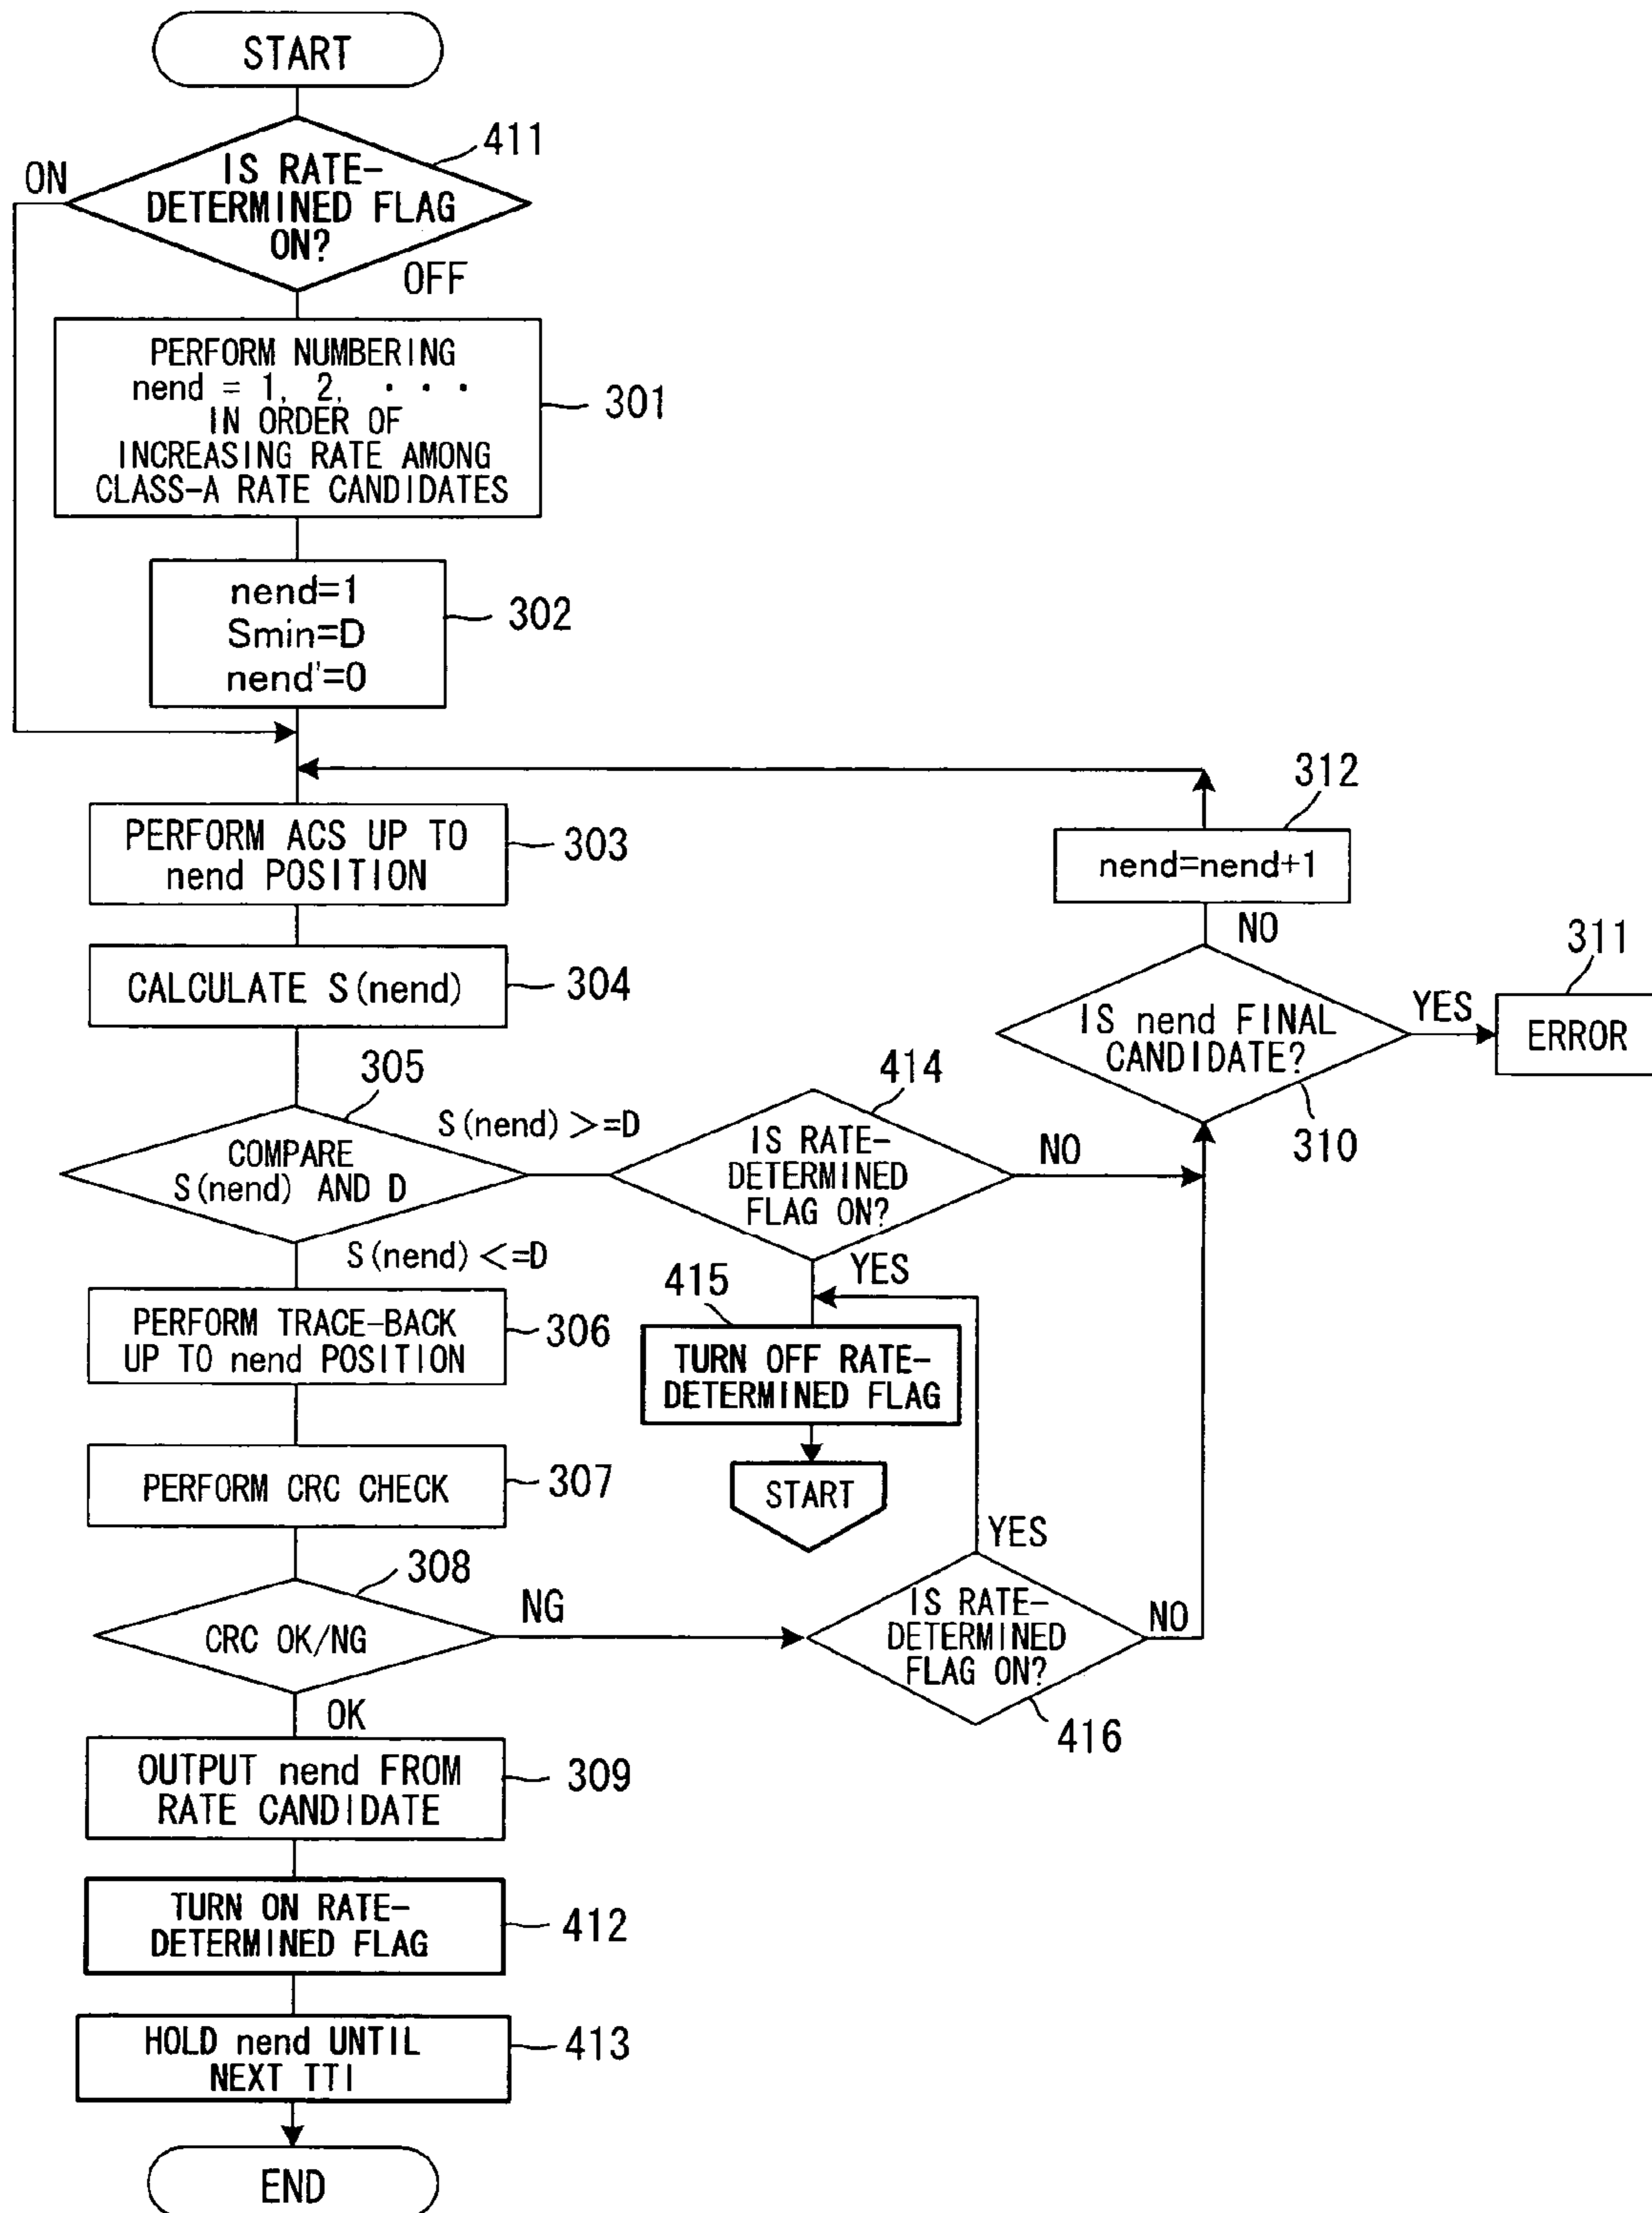 START
411
ON
IS RATE-
DETERMINED FLAG
ON?
OFF
PERFORM NUMBERING
nend = 1, 2, · · ·
IN ORDER OF
INCREASING RATE AMONG
CLASS-A RATE CANDIDATES
301
nend=1
Smin=D
nend'=0
302
312
PERFORM ACS UP TO
nend POSITION
303
nend=nend+1
NO
311
CALCULATE S(nend)
304
IS nend FINAL
CANDIDATE?
YES
ERROR
310
305
414
S(nend) >=D
COMPARE
S(nend) AND D
IS RATE-
DETERMINED
FLAG ON?
NO
S(nend) <=D
YES
415
PERFORM TRACE-BACK
UP TO nend POSITION
306
TURN OFF RATE-
DETERMINED FLAG
START
PERFORM CRC CHECK
307
YES
308
CRC OK/NG
NG
IS RATE-
DETERMINED
FLAG ON?
NO
416
OK
OUTPUT nend FROM
RATE CANDIDATE
309
TURN ON RATE-
DETERMINED FLAG
412
HOLD nend UNTIL
NEXT TTI
413
END